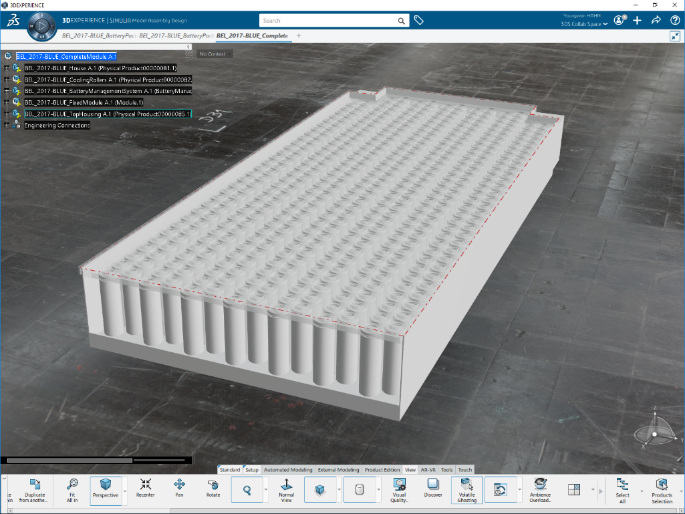 3DEXPERIENCE
3DEXPERIENCE | SIMULIA Model Assembly Design
Search
3DS Collab Space
BEL_2017-BLUE_BatteryPac BEL_2017-BLUE_BatteryPac BEL_2017-BLUE_Complete +
No Context
BEL_2017-BLUE_CompleteModule A.1
BEL_2017-BLUE_House A.1 (Physical Product00000081.1)
BEL_2017-BLUE_CoolingRollers A.1 (Physical Product00000082.
BEL_2017-BLUE_BatteryManagementSystem A.1 (BatteryManac
BEL_2017-BLUE_FixedModule A.1 (Module.1)
BEL_2017-BLUE_TopHousing A.1 (Physical Product00000085.1)
Engineering Connections
Standard Setup Automated Modeling External Modeling Product Edition View AR-VR Tools Touch
Duplicate from anothe..
Fit All In
Perspective
Recenter
Pan
Rotate
Normal View
Visual Quality..
Discover
Volatile Ghosting
Ambience Overload..
Select All
Products Selection